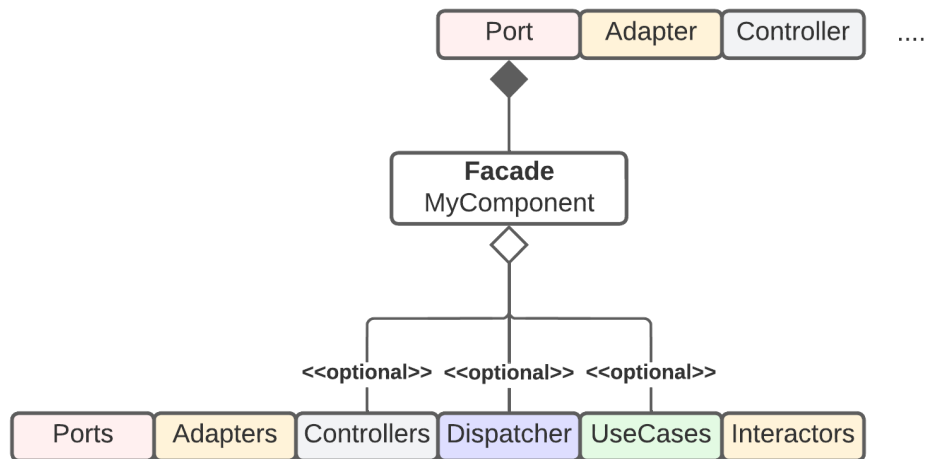 Port Adapter Controller ....
Facade
MyComponent
<<optional>> <<optional>> <<optional>>
Ports Adapters Controllers Dispatcher UseCases Interactors